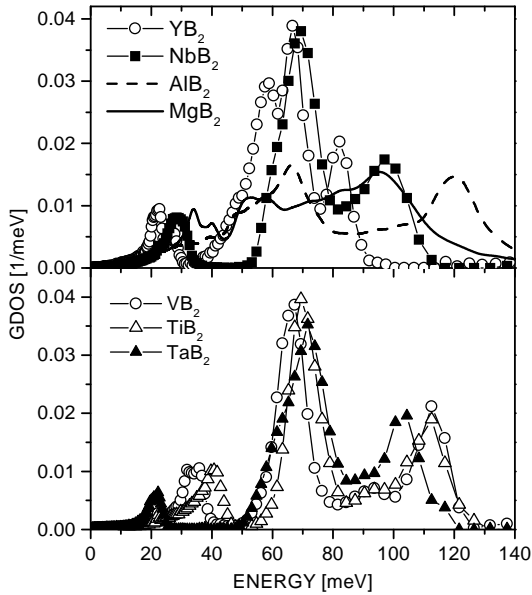 0.04
0.03
0.02
0.01
0.00
YB₂
NbB₂
AlB₂
MgB₂
GDOS [1/meV]
0.04
0.03
0.02
0.01
0.00
VB₂
TiB₂
TaB₂
0 20 40 60 80 100 120 140
ENERGY [meV]